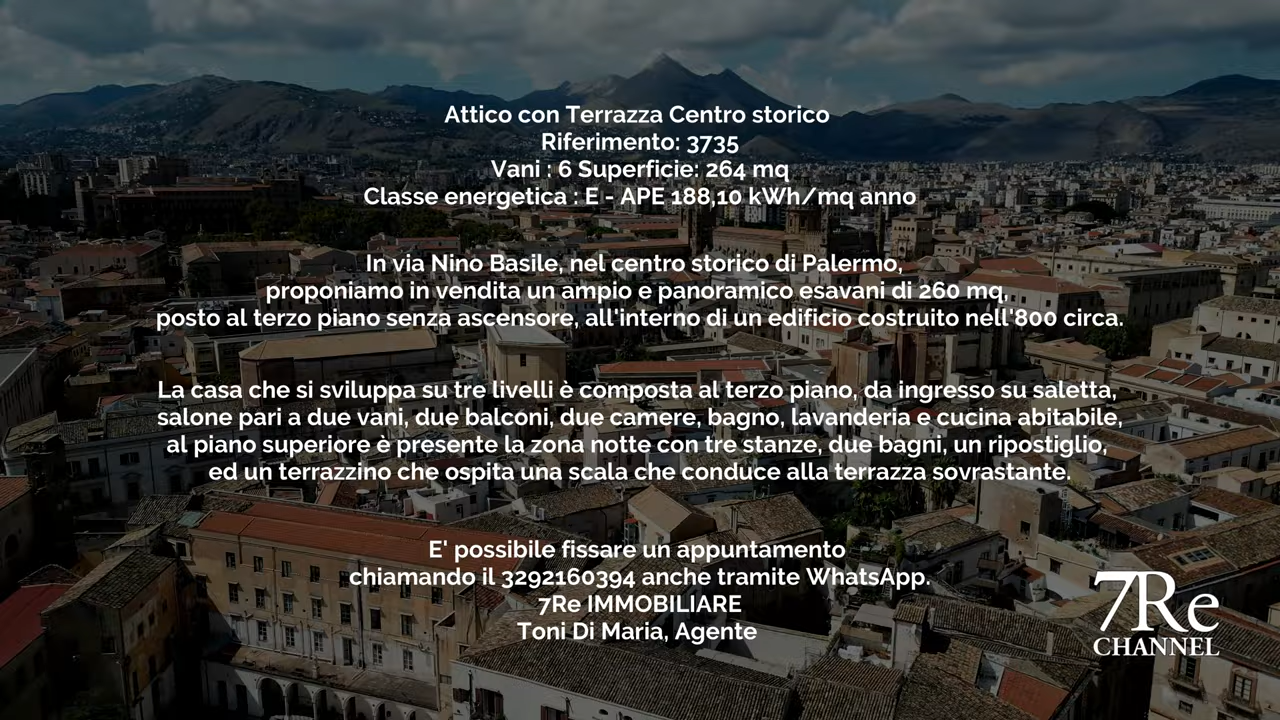 Attico con Terrazza Centro storico
Riferimento: 3735
Vani : 6 Superficie: 264 mq
Classe energetica : E - APE 188,10 kWh/mq anno
In via Nino Basile, nel centro storico di Palermo,
proponiamo in vendita un ampio e panoramico esavani di 260 mq,
posto al terzo piano senza ascensore, all'interno di un edificio costruito nell'800 circa.
La casa che si sviluppa su tre livelli è composta al terzo piano, da ingresso su saletta,
salone pari a due vani, due balconi, due camere, bagno, lavanderia e cucina abitabile,
al piano superiore è presente la zona notte con tre stanze, due bagni, un ripostiglio,
ed un terrazzino che ospita una scala che conduce alla terrazza sovrastante.
E' possibile fissare un appuntamento
chiamando il 3292160394 anche tramite WhatsApp.
7Re IMMOBILIARE
Toni Di Maria, Agente
7Re
CHANNEL